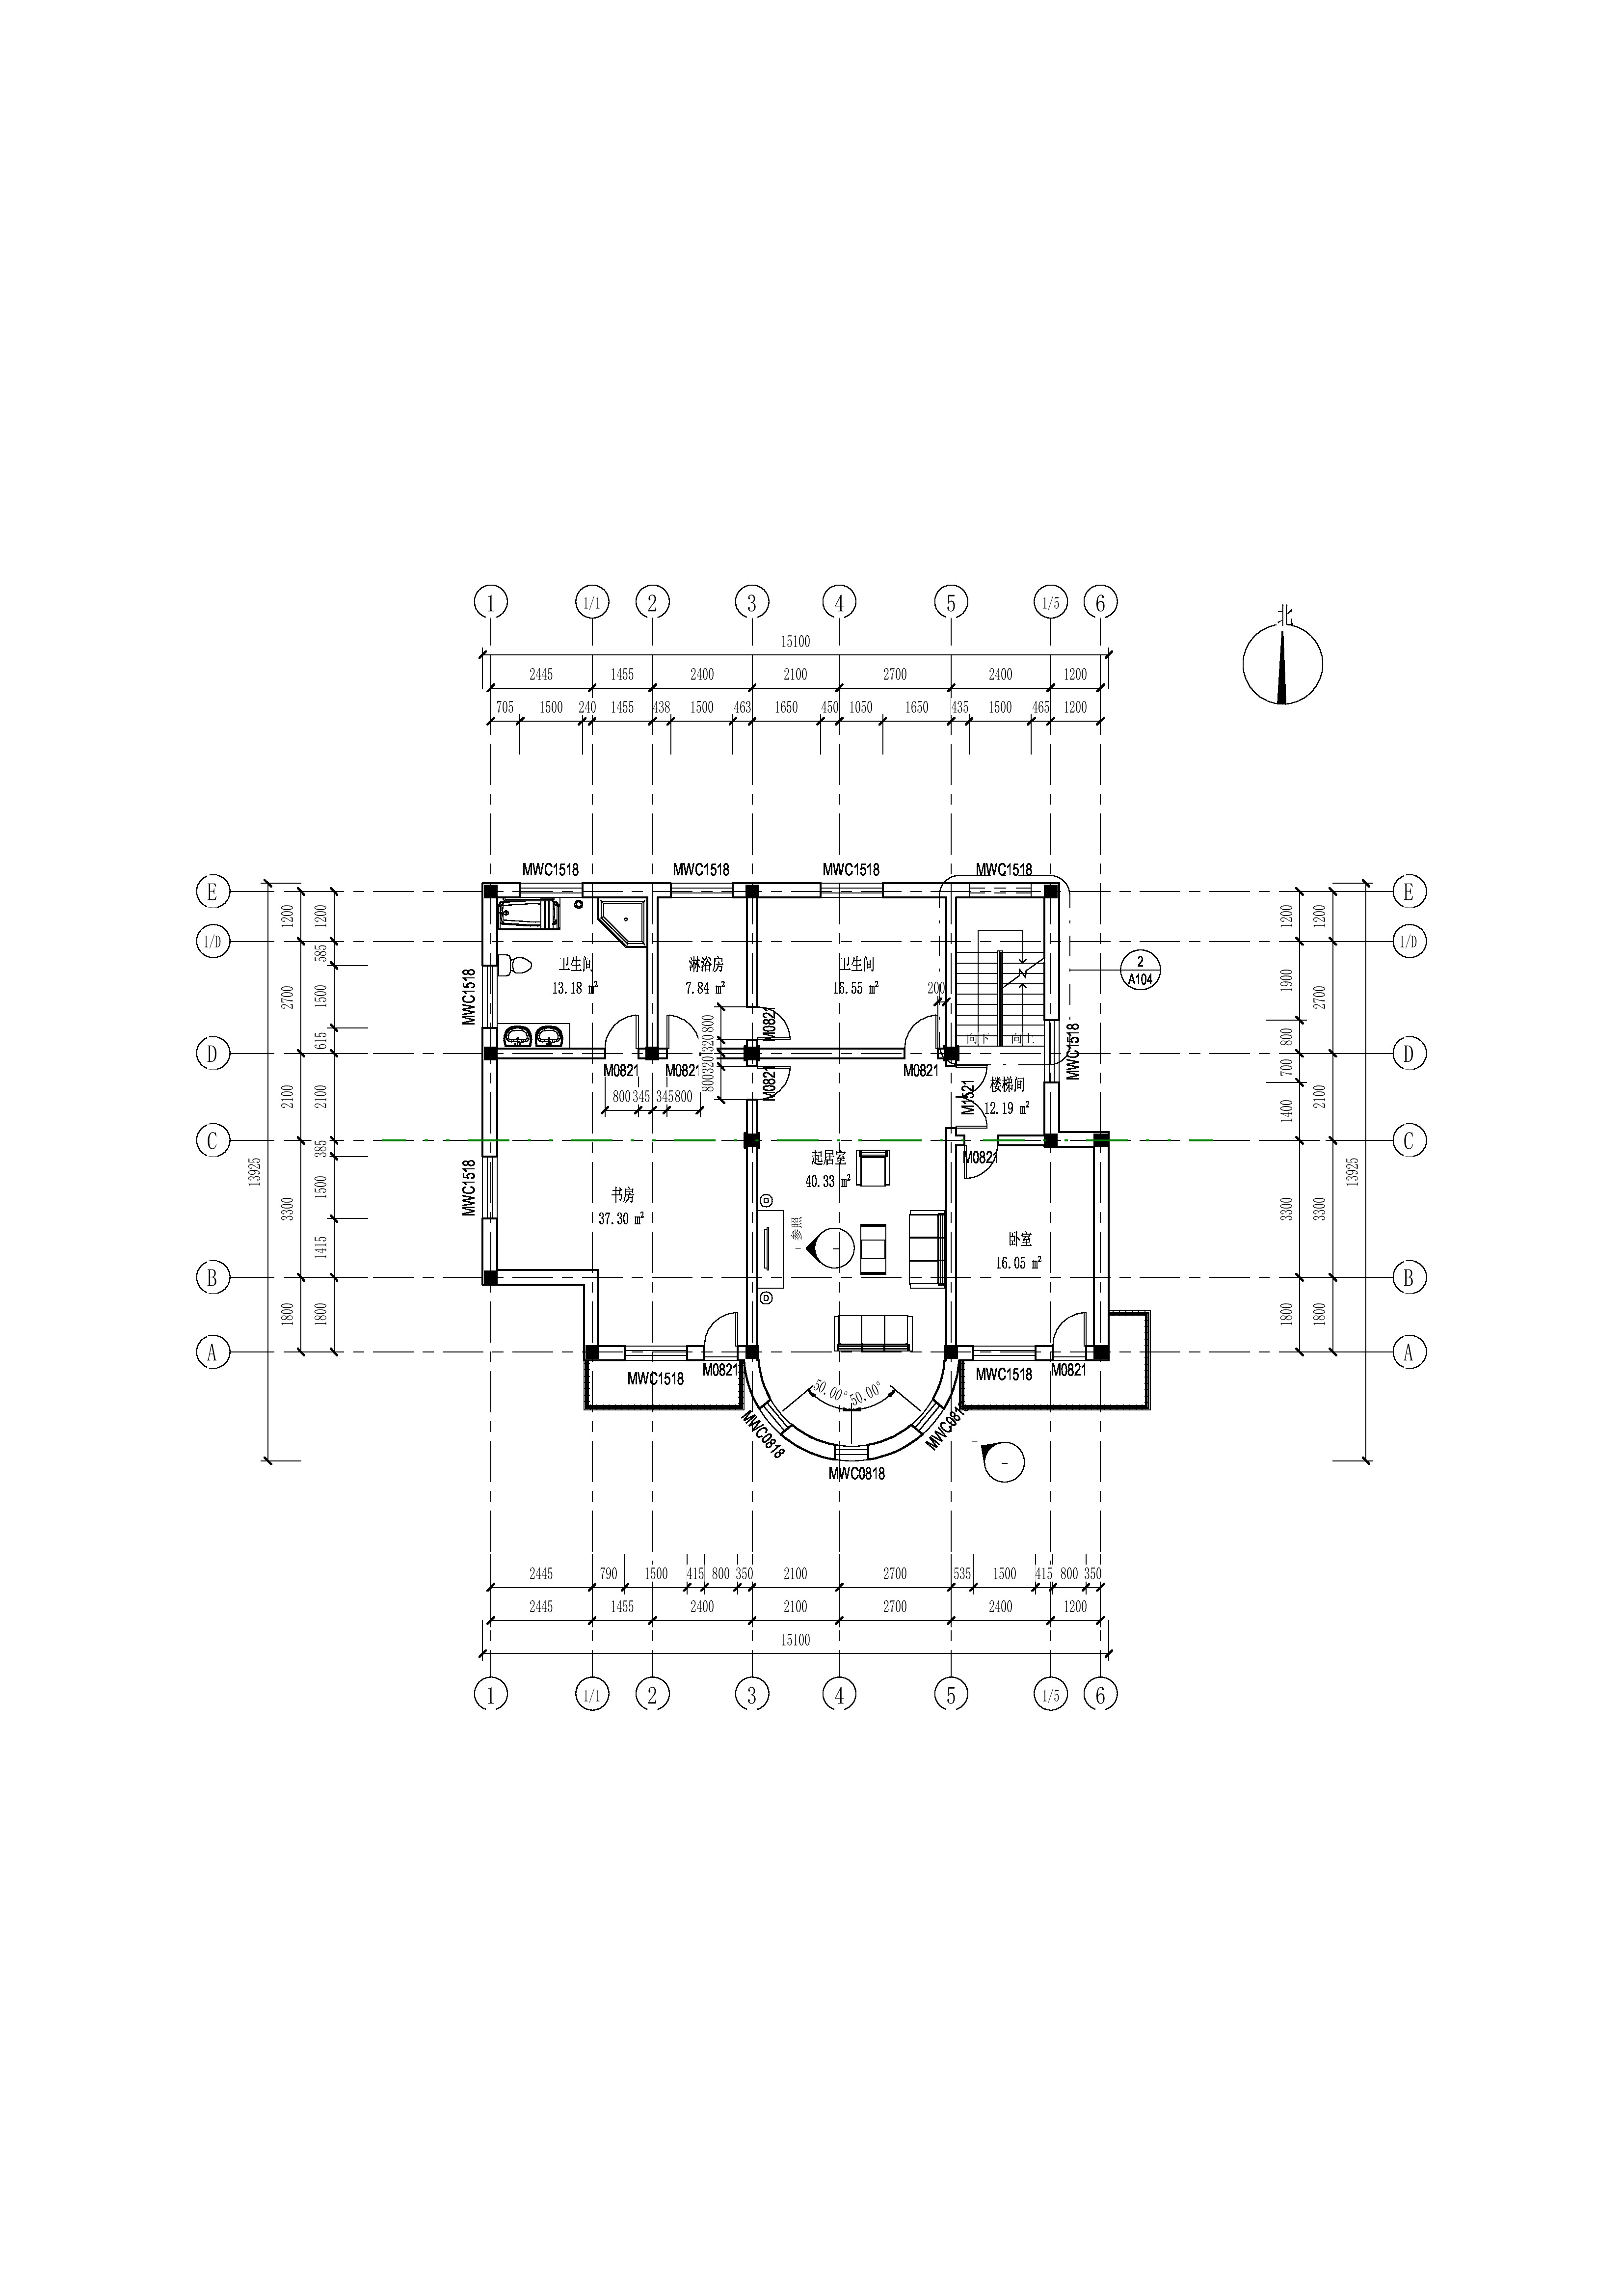 1 1/1 2 3 4 5 1/5 6
北
15100
2445 1455 2400 2100 2700 2400 1200
705 1500 240 1455 438 1500 463 1650 450 1050 1650 435 1500 465 1200
MWC1518 MWC1518 MWC1518 MWC1518
E E
1200 1200 1200 1200
1/D 1/D
585 1900
卫生间 淋浴房 卫生间
13.18 m² 7.84 m² 16.55 m²
2
A104
200
MWC1518
2700 1500 2700
800 M0821
615 320 向下 向上 800
D D
M0821 M0821 320 800 M0821 M0821 MWC1518
700
楼梯间
12.19 m²
M1521
800 345 345 800
2100 2100 1400 2100
C C
385
M0821
起居室
40.33 m²
13925 13925
MWC1518
书房
37.30 m²
3300 1500 3300 3300
参照
卧室
16.05 m²
1415
B B
1800 1800 1800 1800
A A
MWC1518 M0821 MWC1518 M0821
50.00° 50.00°
MWC0818 MWC0818
MWC0818
2445 790 1500 415 800 350 2100 2700 535 1500 415 800 350
2445 1455 2400 2100 2700 2400 1200
15100
1 1/1 2 3 4 5 1/5 6